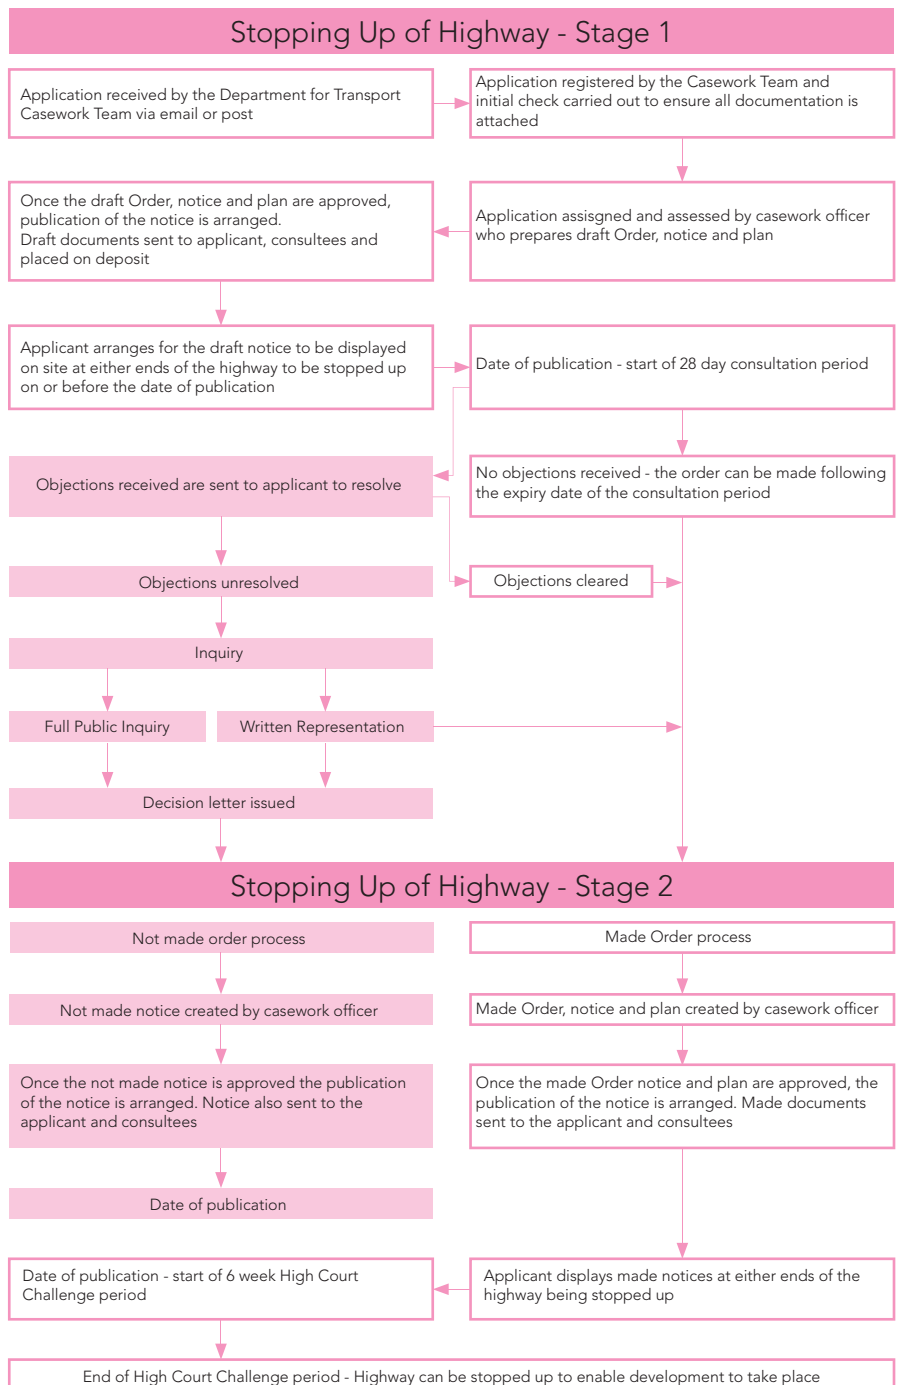 Stopping Up of Highway - Stage 1
Application received by the Department for Transport
Casework Team via email or post
Application registered by the Casework Team and
initial check carried out to ensure all documentation is
attached
Once the draft Order, notice and plan are approved,
publication of the notice is arranged.
Draft documents sent to applicant, consultees and
placed on deposit
Application assisgned and assessed by casework officer
who prepares draft Order, notice and plan
Applicant arranges for the draft notice to be displayed
on site at either ends of the highway to be stopped up
on or before the date of publication
Date of publication - start of 28 day consultation period
Objections received are sent to applicant to resolve
No objections received - the order can be made following
the expiry date of the consultation period
Objections unresolved
Objections cleared
Inquiry
Full Public Inquiry
Written Representation
Decision letter issued
Stopping Up of Highway - Stage 2
Not made order process
Made Order process
Not made notice created by casework officer
Made Order, notice and plan created by casework officer
Once the not made notice is approved the publication
of the notice is arranged. Notice also sent to the
applicant and consultees
Once the made Order notice and plan are approved, the
publication of the notice is arranged. Made documents
sent to the applicant and consultees
Date of publication
Date of publication - start of 6 week High Court
Challenge period
Applicant displays made notices at either ends of the
highway being stopped up
End of High Court Challenge period - Highway can be stopped up to enable development to take place